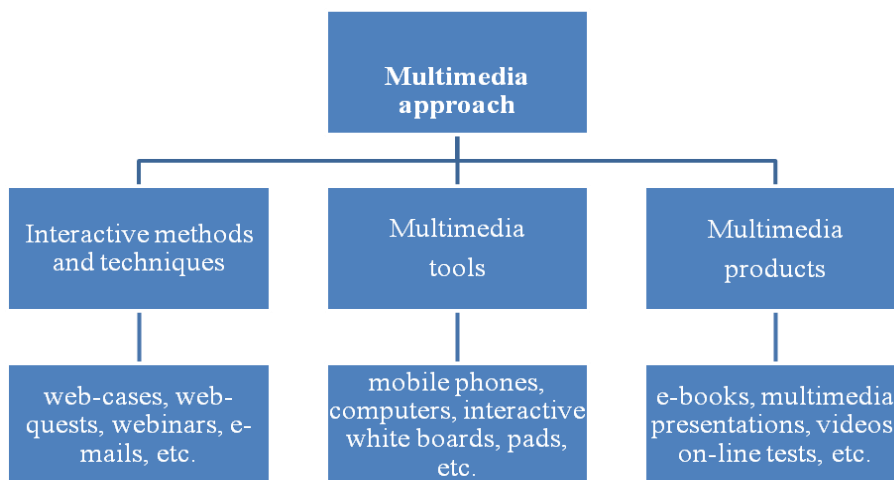 Multimedia
approach
Interactive methods
and techniques
Multimedia
tools
Multimedia
products
web-cases, web-
quests, webinars, e-
mails, etc.
mobile phones,
computers, interactive
white boards, pads,
etc.
e-books, multimedia
presentations, videos
on-line tests, etc.